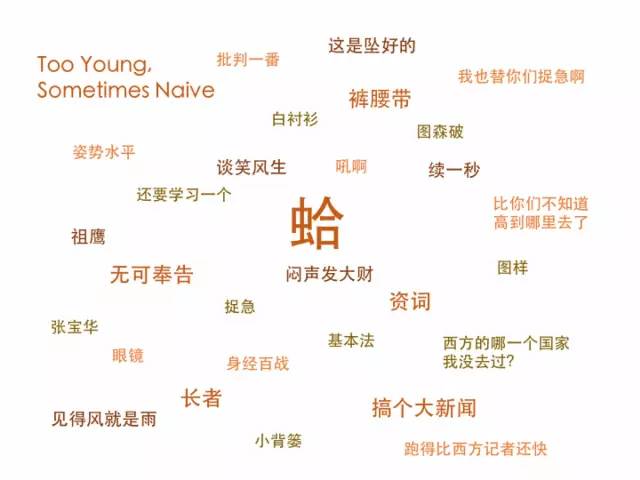 这是坠好的
Too Young,
Sometimes Naive
批判一番
我也替你们捉急啊
裤腰带
白衬衫
图森破
姿势水平
谈笑风生
吼啊
续一秒
还要学习一个
比你们不知道
高到哪里去了
蛤
祖鹰
无可奉告
闷声发大财
图样
资词
捉急
张宝华
基本法
西方的哪一个国家
我没去过?
眼镜
身经百战
长者
搞个大新闻
见得风就是雨
小背篓
跑得比西方记者还快